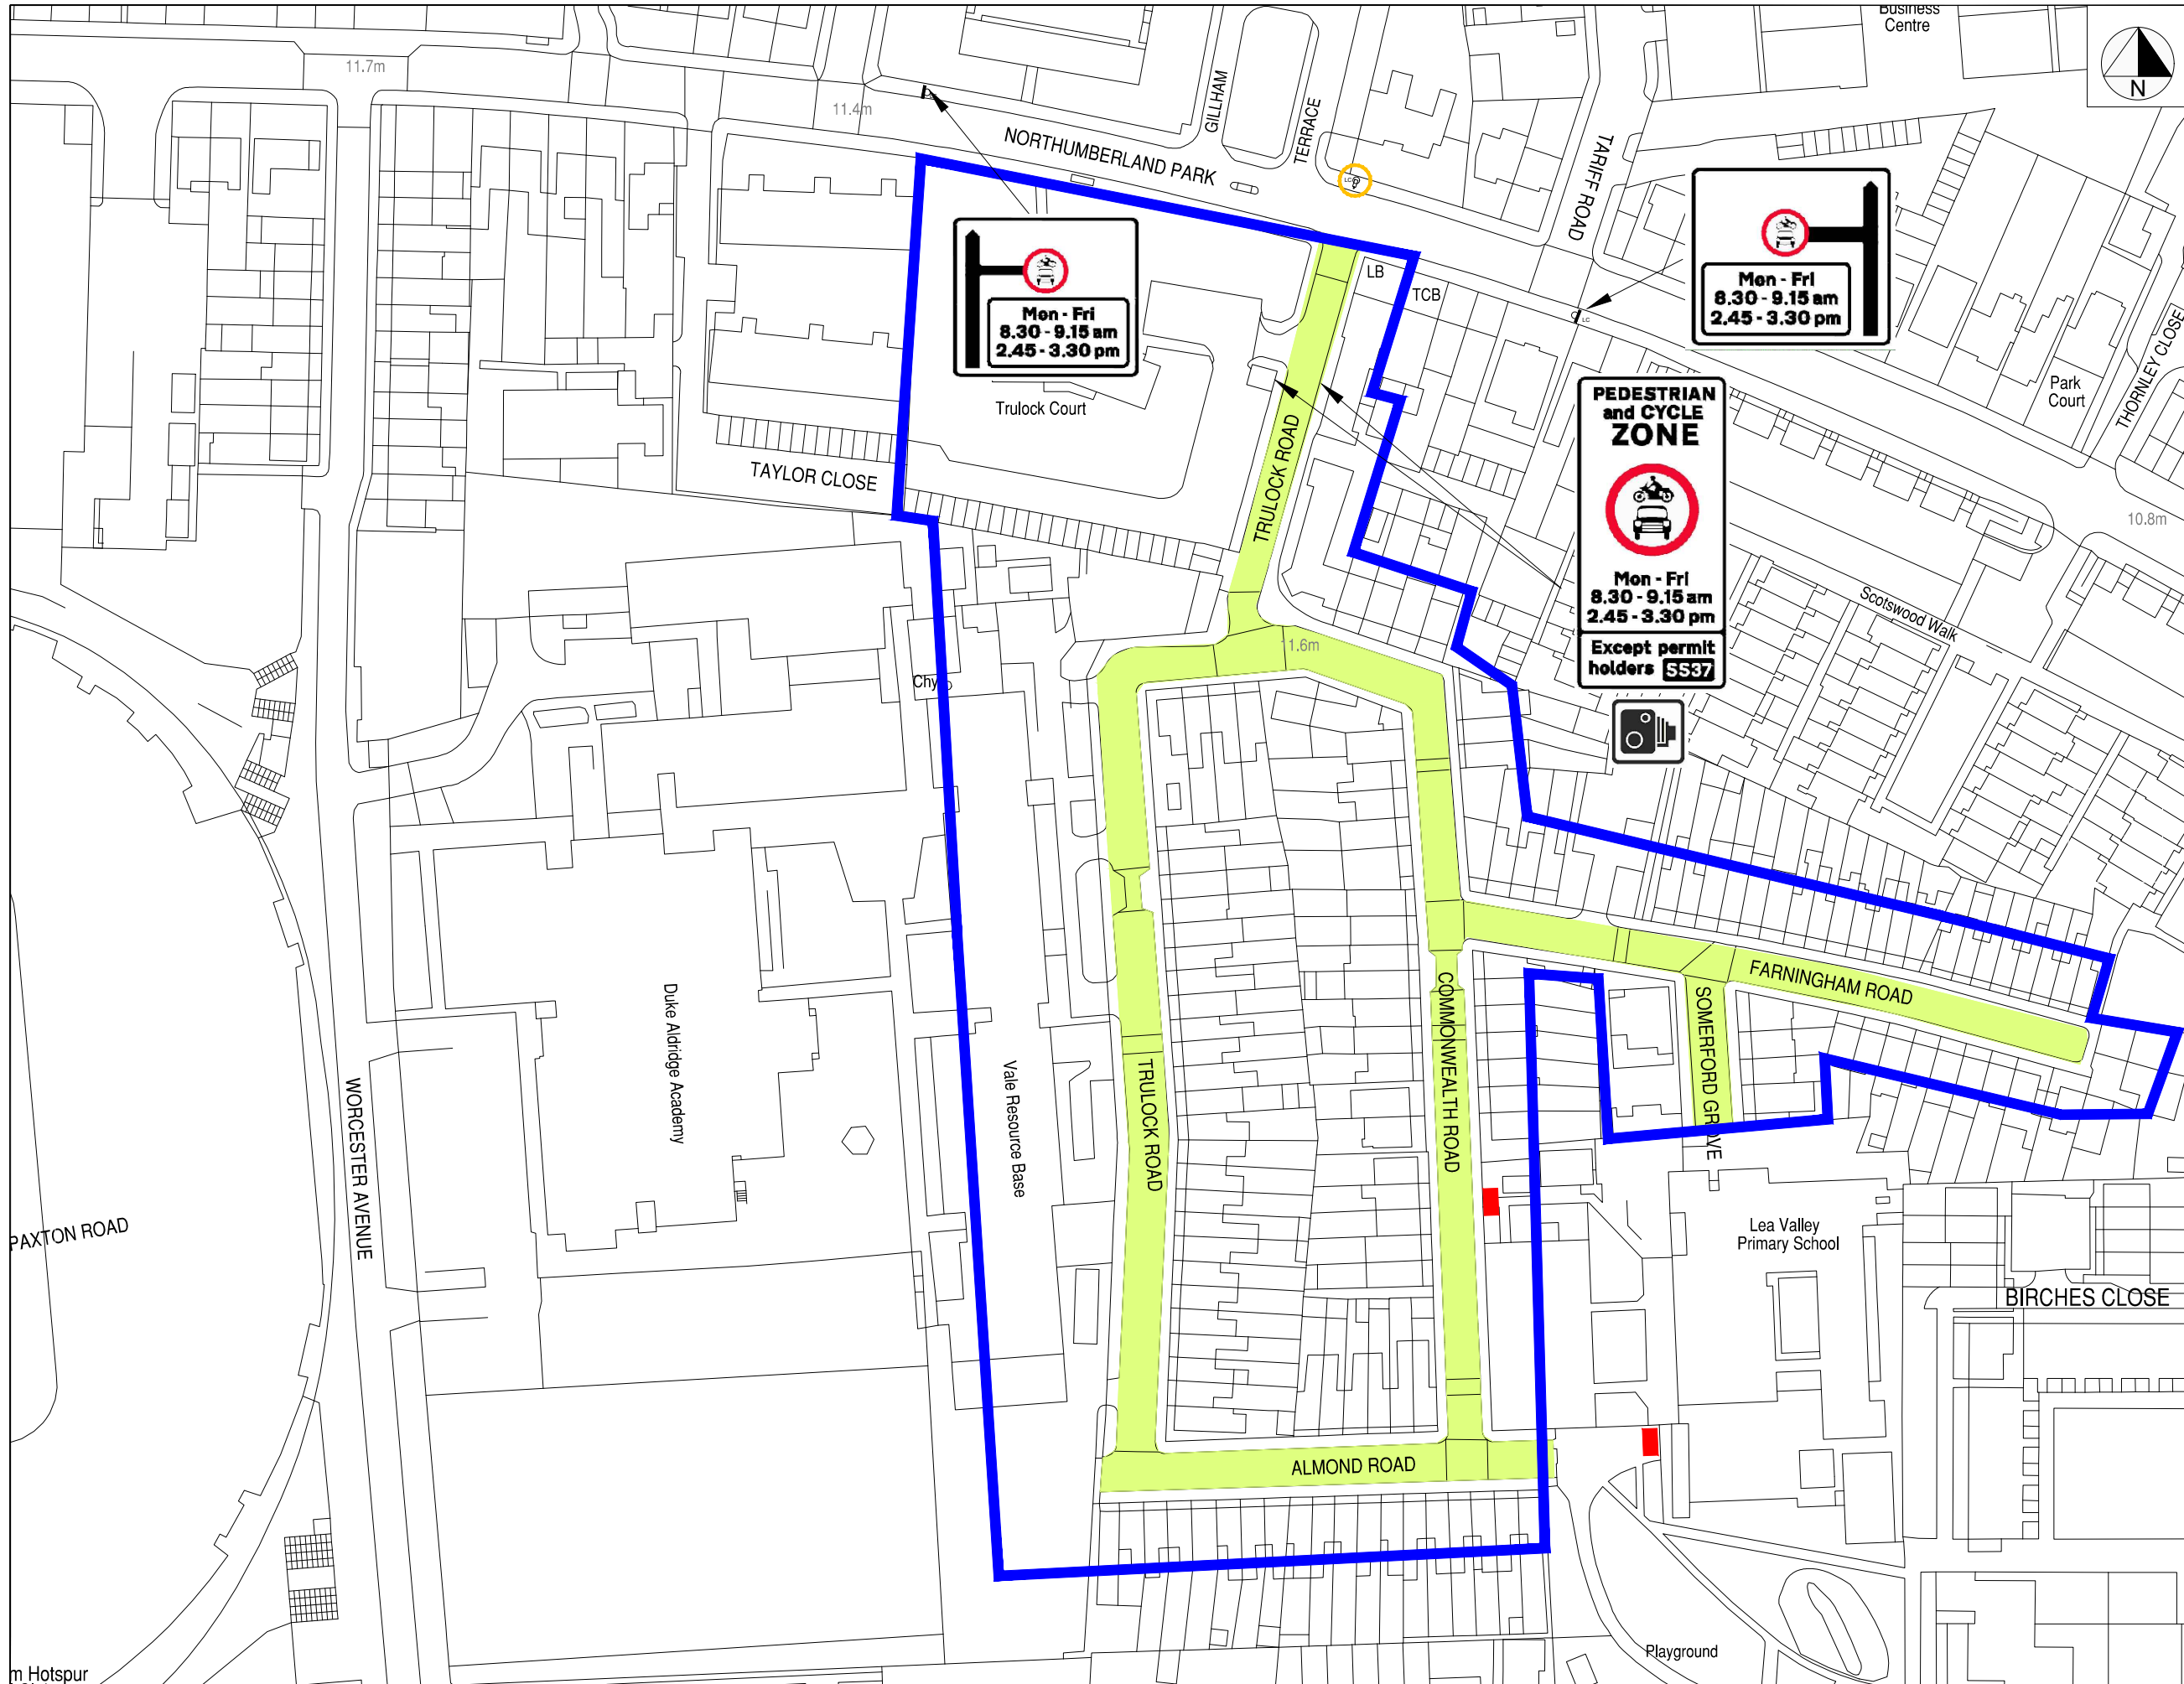 Business
Centre
N
11.7m
11.4m
NORTHUMBERLAND PARK
GILLHAM
TERRACE
TARIFF ROAD
LC
LC
LB
TCB
Mon - Fri
8.30 - 9.15 am
2.45 - 3.30 pm
Mon - Fri
8.30 - 9.15 am
2.45 - 3.30 pm
Trulock Court
TAYLOR CLOSE
TRULOCK ROAD
PEDESTRIAN
and CYCLE
ZONE
Mon - Fri
8.30 - 9.15 am
2.45 - 3.30 pm
Except permit
holders SS37
Park
Court
THORNLEY CLOSE
10.8m
Scotswood Walk
11.6m
Chy
Duke Aldridge Academy
Vale Resource Base
WORCESTER AVENUE
TRULOCK ROAD
COMMONWEALTH ROAD
FARNINGHAM ROAD
SOMERFORD GROVE
PAXTON ROAD
Lea Valley
Primary School
BIRCHES CLOSE
ALMOND ROAD
Playground
m Hotspur